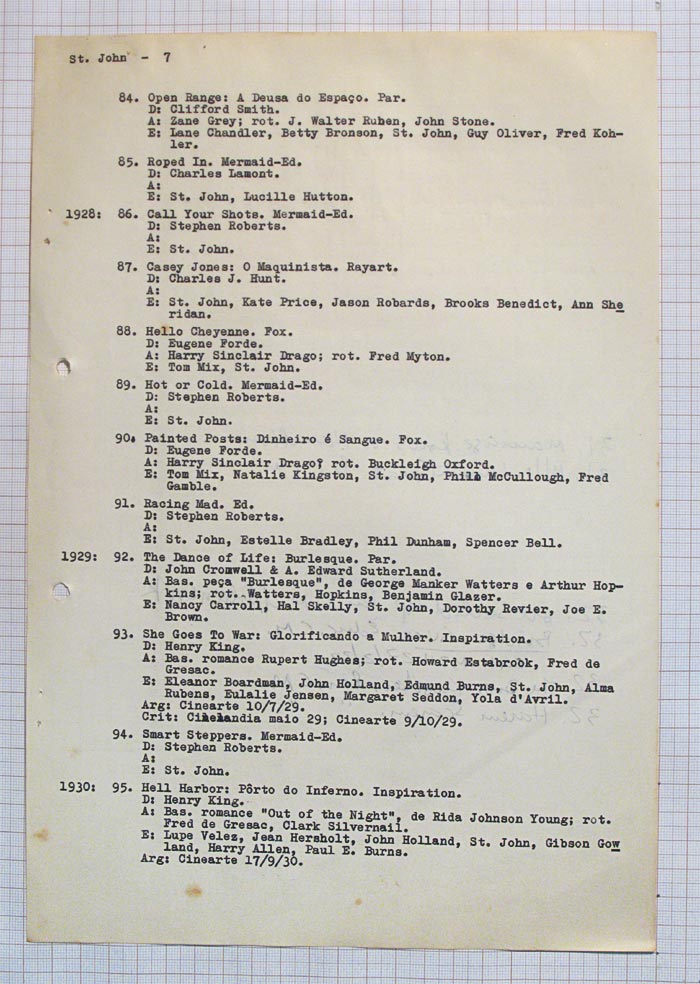 St. John - 7
84. Open Range: A Deusa do Espaço. Par.
D: Clifford Smith.
A: Zane Grey; rot. J. Walter Ruben, John Stone.
E: Lane Chandler, Betty Bronson, St. John, Guy Oliver, Fred Koh-
ler.
85. Roped In. Mermaid-Ed.
D: Charles Lamont.
A:
E: St. John, Lucille Hutton.
1928: 86. Call Your Shots. Mermaid-Ed.
D: Stephen Roberts.
A:
E: St. John.
87. Casey Jones: O Maquinista. Rayart.
D: Charles J. Hunt.
A:
E: St. John, Kate Price, Jason Robards, Brooks Benedict, Ann She
ridan.
88. Hello Cheyenne. Fox.
D: Eugene Forde.
A: Harry Sinclair Drago; rot. Fred Myton.
E: Tom Mix, St. John.
89. Hot or Cold. Mermaid-Ed.
D: Stephen Roberts.
A:
E: St. John.
90. Painted Posts: Dinheiro é Sangue. Fox.
D: Eugene Forde.
A: Harry Sinclair Drago; rot. Buckleigh Oxford.
E: Tom Mix, Natalie Kingston, St. John, Phil McCullough, Fred
Gamble.
91. Racing Mad. Ed.
D: Stephen Roberts.
A:
E: St. John, Estelle Bradley, Phil Dunham, Spencer Bell.
1929: 92. The Dance of Life: Burlesque. Par.
D: John Cromwell & A. Edward Sutherland.
A: Bas. peça "Burlesque", de George Manker Watters e Arthur Hop-
kins; rot. Watters, Hopkins, Benjamin Glazer.
E: Nancy Carroll, Hal Skelly, St. John, Dorothy Revier, Joe E.
Brown.
93. She Goes To War: Glorificando a Mulher. Inspiration.
D: Henry King.
A: Bas. romance Rupert Hughes; rot. Howard Estabrook, Fred de
Gresac.
E: Eleanor Boardman, John Holland, Edmund Burns, St. John, Alma
Rubens, Eulalie Jensen, Margaret Seddon, Yola d'Avril.
Arg: Cinearte 10/7/29.
Crit: Cinelandia maio 29; Cinearte 9/10/29.
94. Smart Steppers. Mermaid-Ed.
D: Stephen Roberts.
A:
E: St. John.
1930: 95. Hell Harbor: Pôrto do Inferno. Inspiration.
D: Henry King.
A: Bas. romance "Out of the Night", de Rida Johnson Young; rot.
Fred de Gresac, Clark Silvernail.
E: Lupe Velez, Jean Hersholt, John Holland, St. John, Gibson Gow
land, Harry Allen, Paul E. Burns.
Arg: Cinearte 17/9/30.